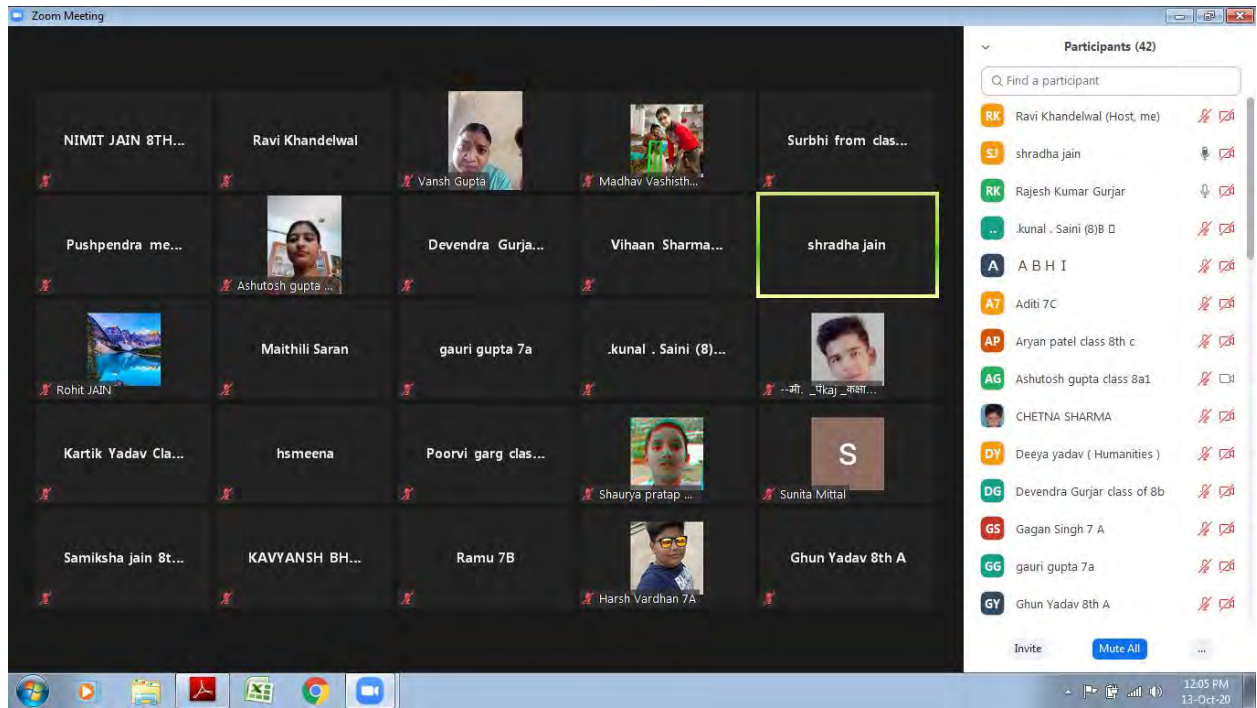 Zoom Meeting
NIMIT JAIN 8TH...
Ravi Khandelwal
Vansh Gupta
Madhav Vashisth...
Surbhi from clas...
Pushpendra me...
Ashutosh gupta ...
Devendra Gurja...
Vihaan Sharma...
shradha jain
Rohit JAIN
Maithili Saran
gauri gupta 7a
.kunal . Saini (8)...
--मी. _पंkaj _कक्षा...
Kartik Yadav Cla...
hsmeena
Poorvi garg clas...
Shaurya pratap ...
S
Sunita Mittal
Samiksha jain 8t...
KAVYANSH BH...
Ramu 7B
Harsh Vardhan 7A
Ghun Yadav 8th A
Participants (42)
Find a participant
RK Ravi Khandelwal (Host, me)
SJ shradha jain
RK Rajesh Kumar Gurjar
.. .kunal . Saini (8)B
A A B H I
A7 Aditi 7C
AP Aryan patel class 8th c
AG Ashutosh gupta class 8a1
CHETNA SHARMA
DY Deeya yadav ( Humanities )
DG Devendra Gurjar class of 8b
GS Gagan Singh 7 A
GG gauri gupta 7a
GY Ghun Yadav 8th A
Invite Mute All ...
12:05 PM
13-Oct-20